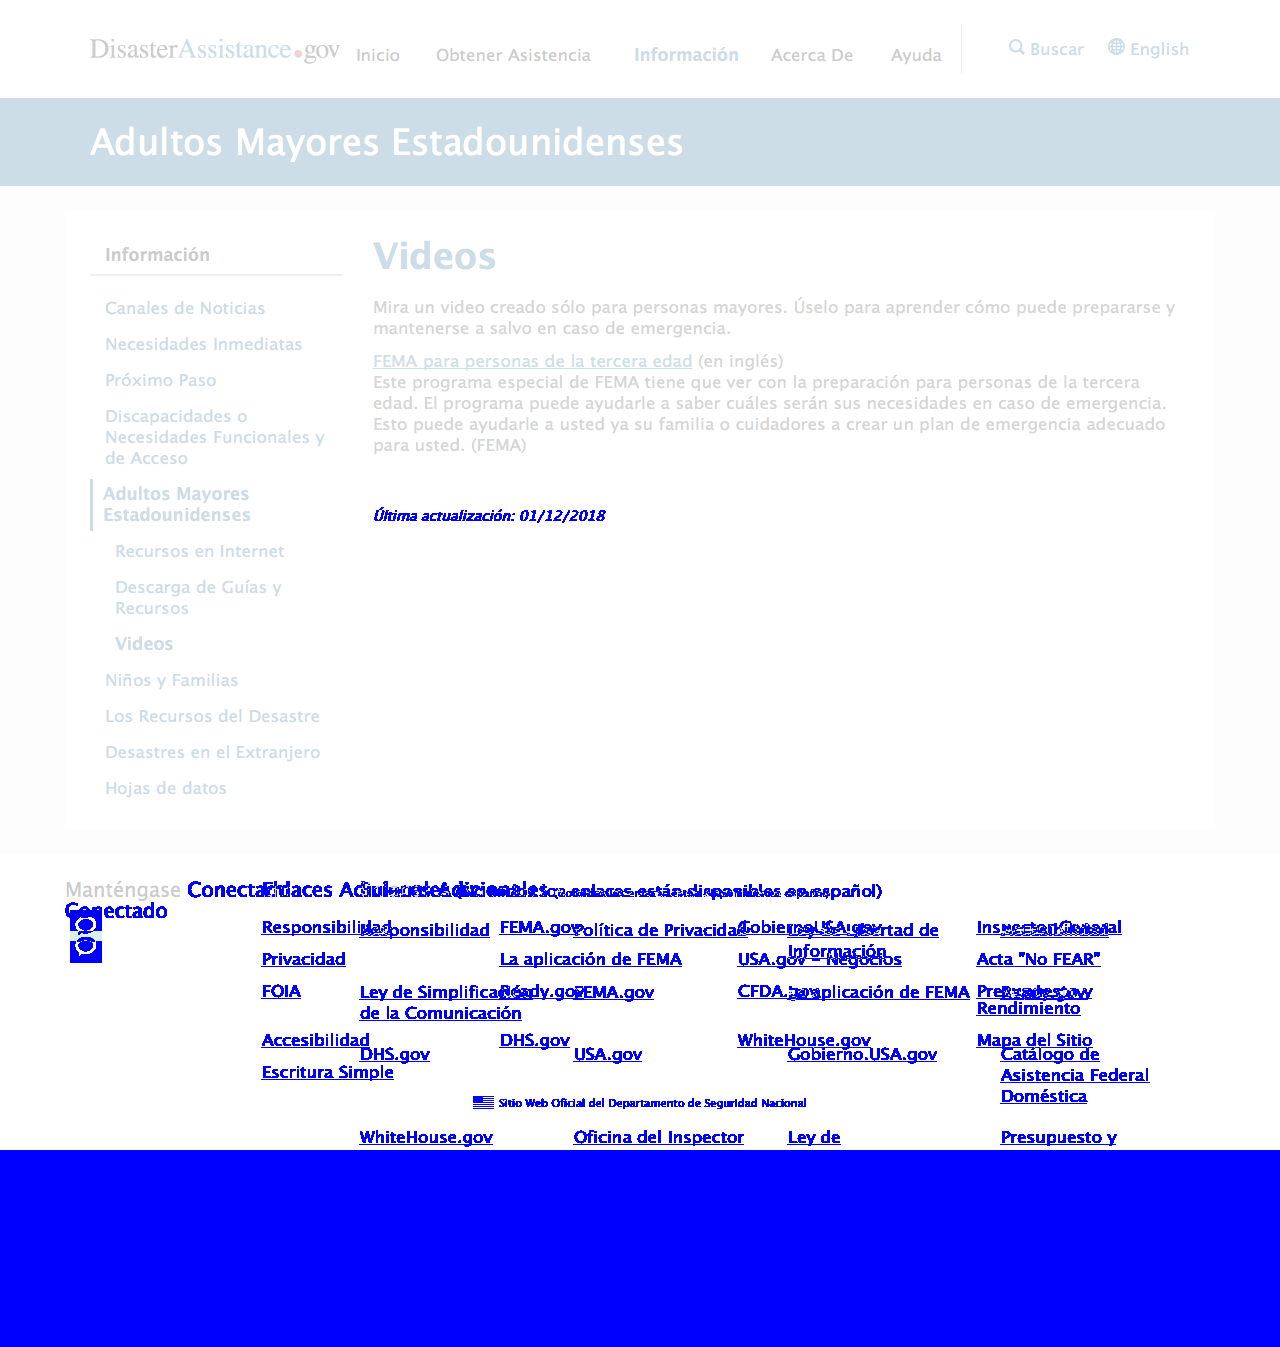 DisasterAssistance.gov
Inicio Obtener Asistencia Información Acerca De Ayuda Buscar English
Adultos Mayores Estadounidenses
Información
Canales de Noticias
Necesidades Inmediatas
Próximo Paso
Discapacidades o
Necesidades Funcionales y
de Acceso
Adultos Mayores
Estadounidenses
Recursos en Internet
Descarga de Guías y
Recursos
Videos
Niños y Familias
Los Recursos del Desastre
Desastres en el Extranjero
Hojas de datos
Videos
Mira un video creado sólo para personas mayores. Úselo para aprender cómo puede prepararse y
mantenerse a salvo en caso de emergencia.
FEMA para personas de la tercera edad (en inglés)
Este programa especial de FEMA tiene que ver con la preparación para personas de la tercera
edad. El programa puede ayudarle a saber cuáles serán sus necesidades en caso de emergencia.
Esto puede ayudarle a usted ya su familia o cuidadores a crear un plan de emergencia adecuado
para usted. (FEMA)
Última actualización: 01/12/2018
Manténgase
Conectado
Enlaces Adicionales enlaces están disponibles en español)
Responsibilidad FEMA.gov GobiernoUSA.gov Inspector General
Responsibilidad Política de Privacidad Ley de Libertad de
Información
Privacidad La aplicación de FEMA USA.gov – Negocios Acta "No FEAR"
FOIA Ready.gov CFDA.gov Presupuesto y
Rendimiento
Ley de Simplificación FEMA.gov La aplicación de FEMA
de la Comunicación
Accesibilidad DHS.gov WhiteHouse.gov Mapa del Sitio
DHS.gov USA.gov Gobierno.USA.gov Catálogo de
Asistencia Federal
Doméstica
Escritura Simple
Sitio Web Oficial del Departamento de Seguridad Nacional
WhiteHouse.gov Oficina del Inspector Ley de Presupuesto y